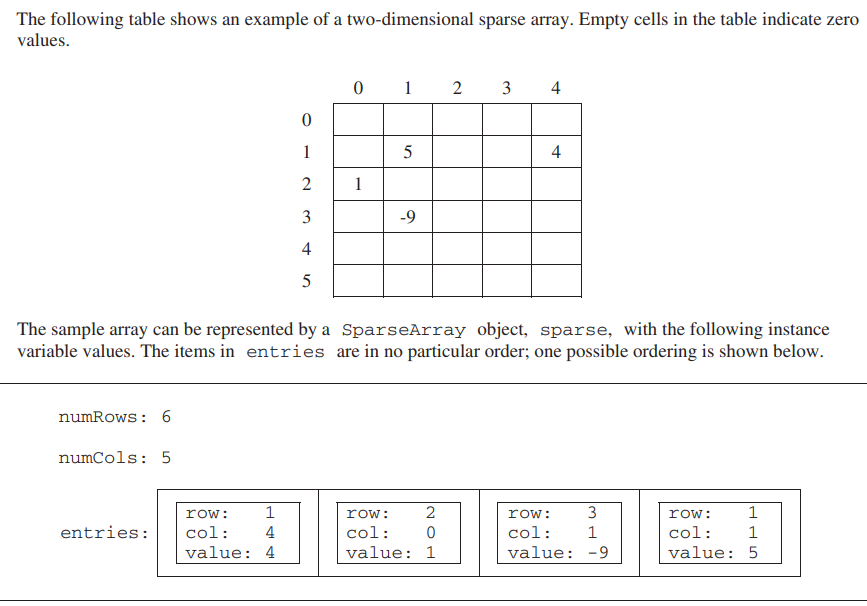 The following table shows an example of a two-dimensional sparse array. Empty cells in the table indicate zero
values.
0 1 2 3 4
0
1 5 4
2 1
3 -9
4
5
The sample array can be represented by a SparseArray object, sparse, with the following instance
variable values. The items in entries are in no particular order; one possible ordering is shown below.
numRows: 6
numCols: 5
row: 1 row: 2 row: 3 row: 1
entries: col: 4 col: 0 col: 1 col: 1
value: 4 value: 1 value: -9 value: 5